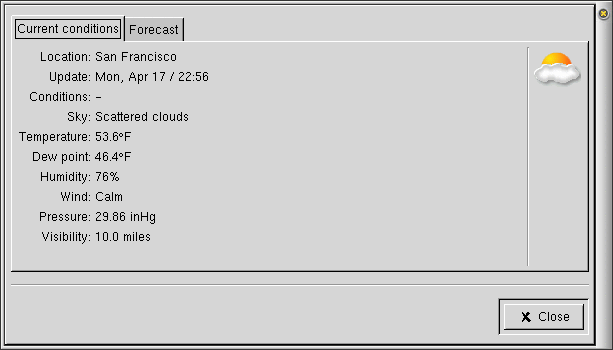 Current conditions
Forecast
Location: San Francisco
Update: Mon, Apr 17 / 22:56
Conditions: -
Sky: Scattered clouds
Temperature: 53.6°F
Dew point: 46.4°F
Humidity: 76%
Wind: Calm
Pressure: 29.86 inHg
Visibility: 10.0 miles
Close